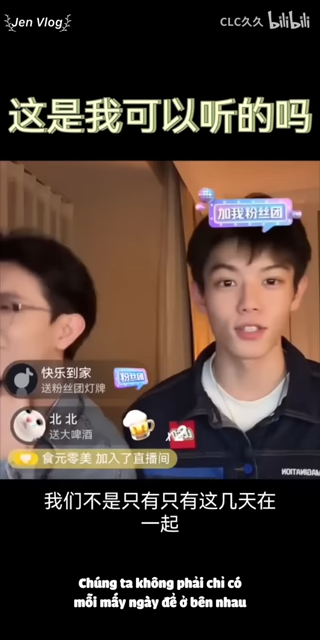 Jen Vlog
CLC久久 bilibili
这是我可以听的吗
加我粉丝团
快乐到家
送粉丝团灯牌
粉丝团
北北
送大啤酒
食元零美 加入了直播间
我们不是只有只有这几天在
一起
Chúng ta không phải chỉ có
mỗi mấy ngày để ở bên nhau